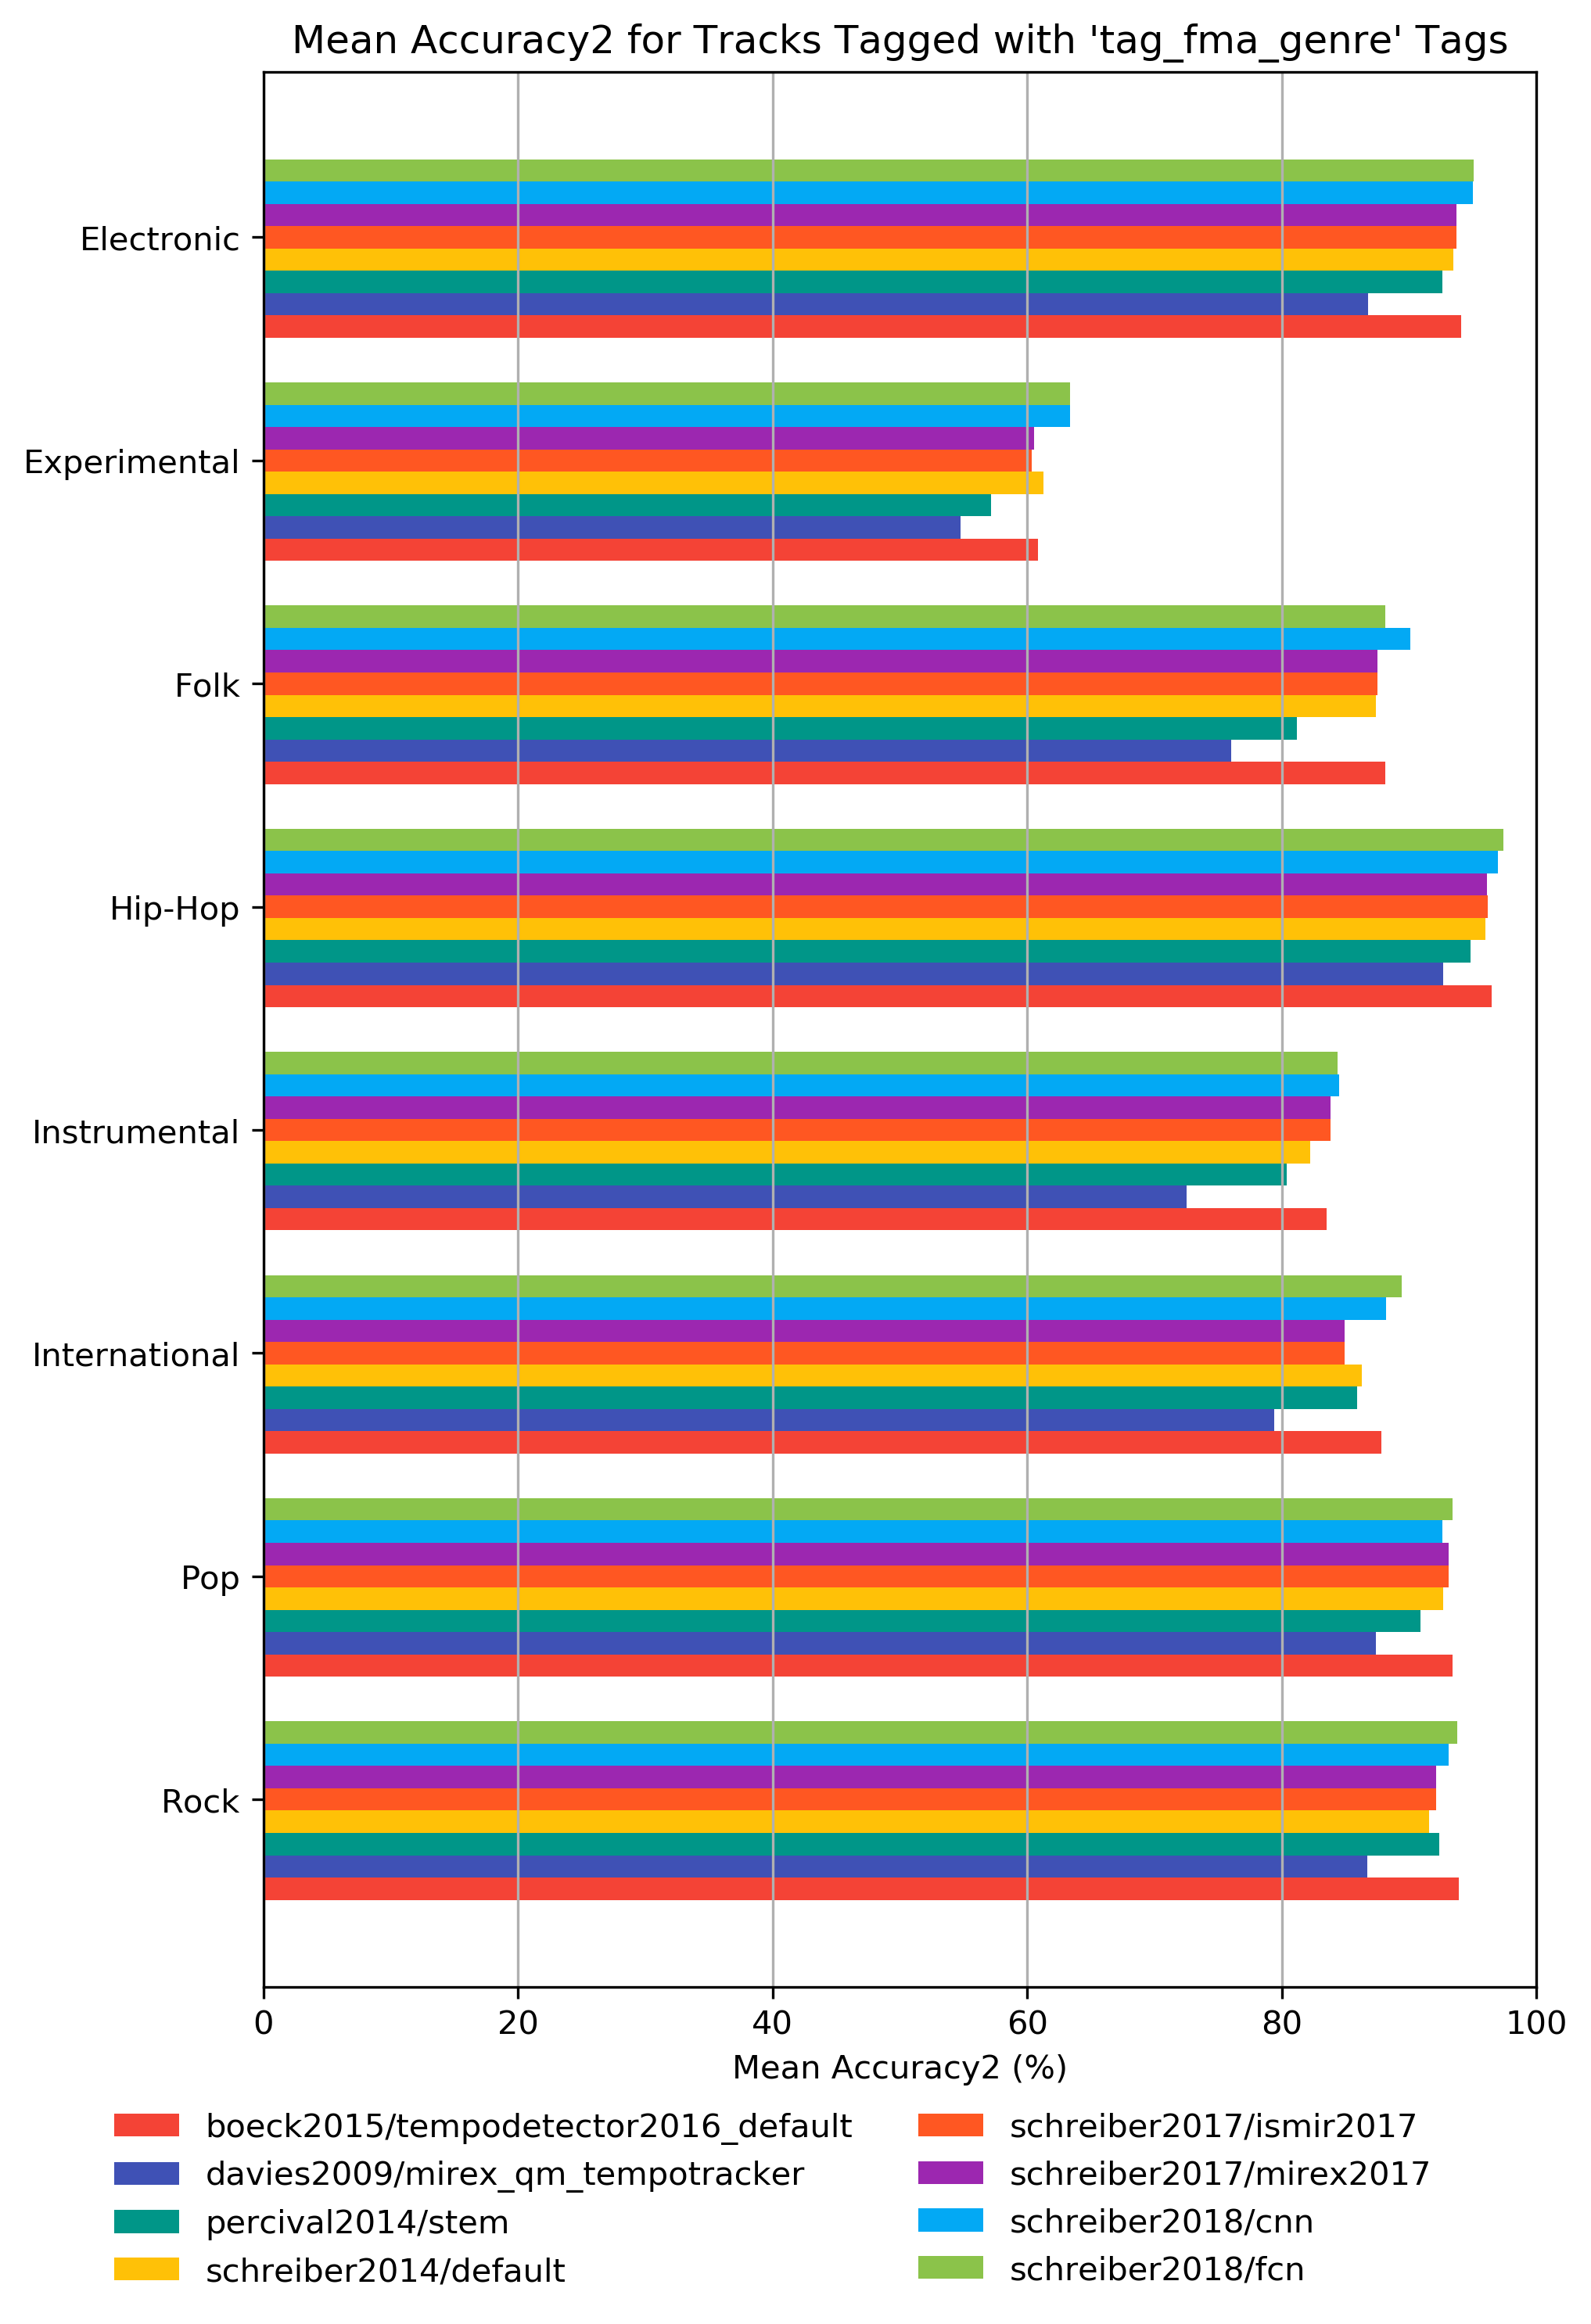 Mean Accuracy2 for Tracks Tagged with 'tag_fma_genre' Tags
Electronic
Experimental
Folk
Hip-Hop
Instrumental
International
Pop
Rock
0 20 40 60 80 100
Mean Accuracy2 (%)
boeck2015/tempodetector2016_default
davies2009/mirex_qm_tempotracker
percival2014/stem
schreiber2014/default
schreiber2017/ismir2017
schreiber2017/mirex2017
schreiber2018/cnn
schreiber2018/fcn